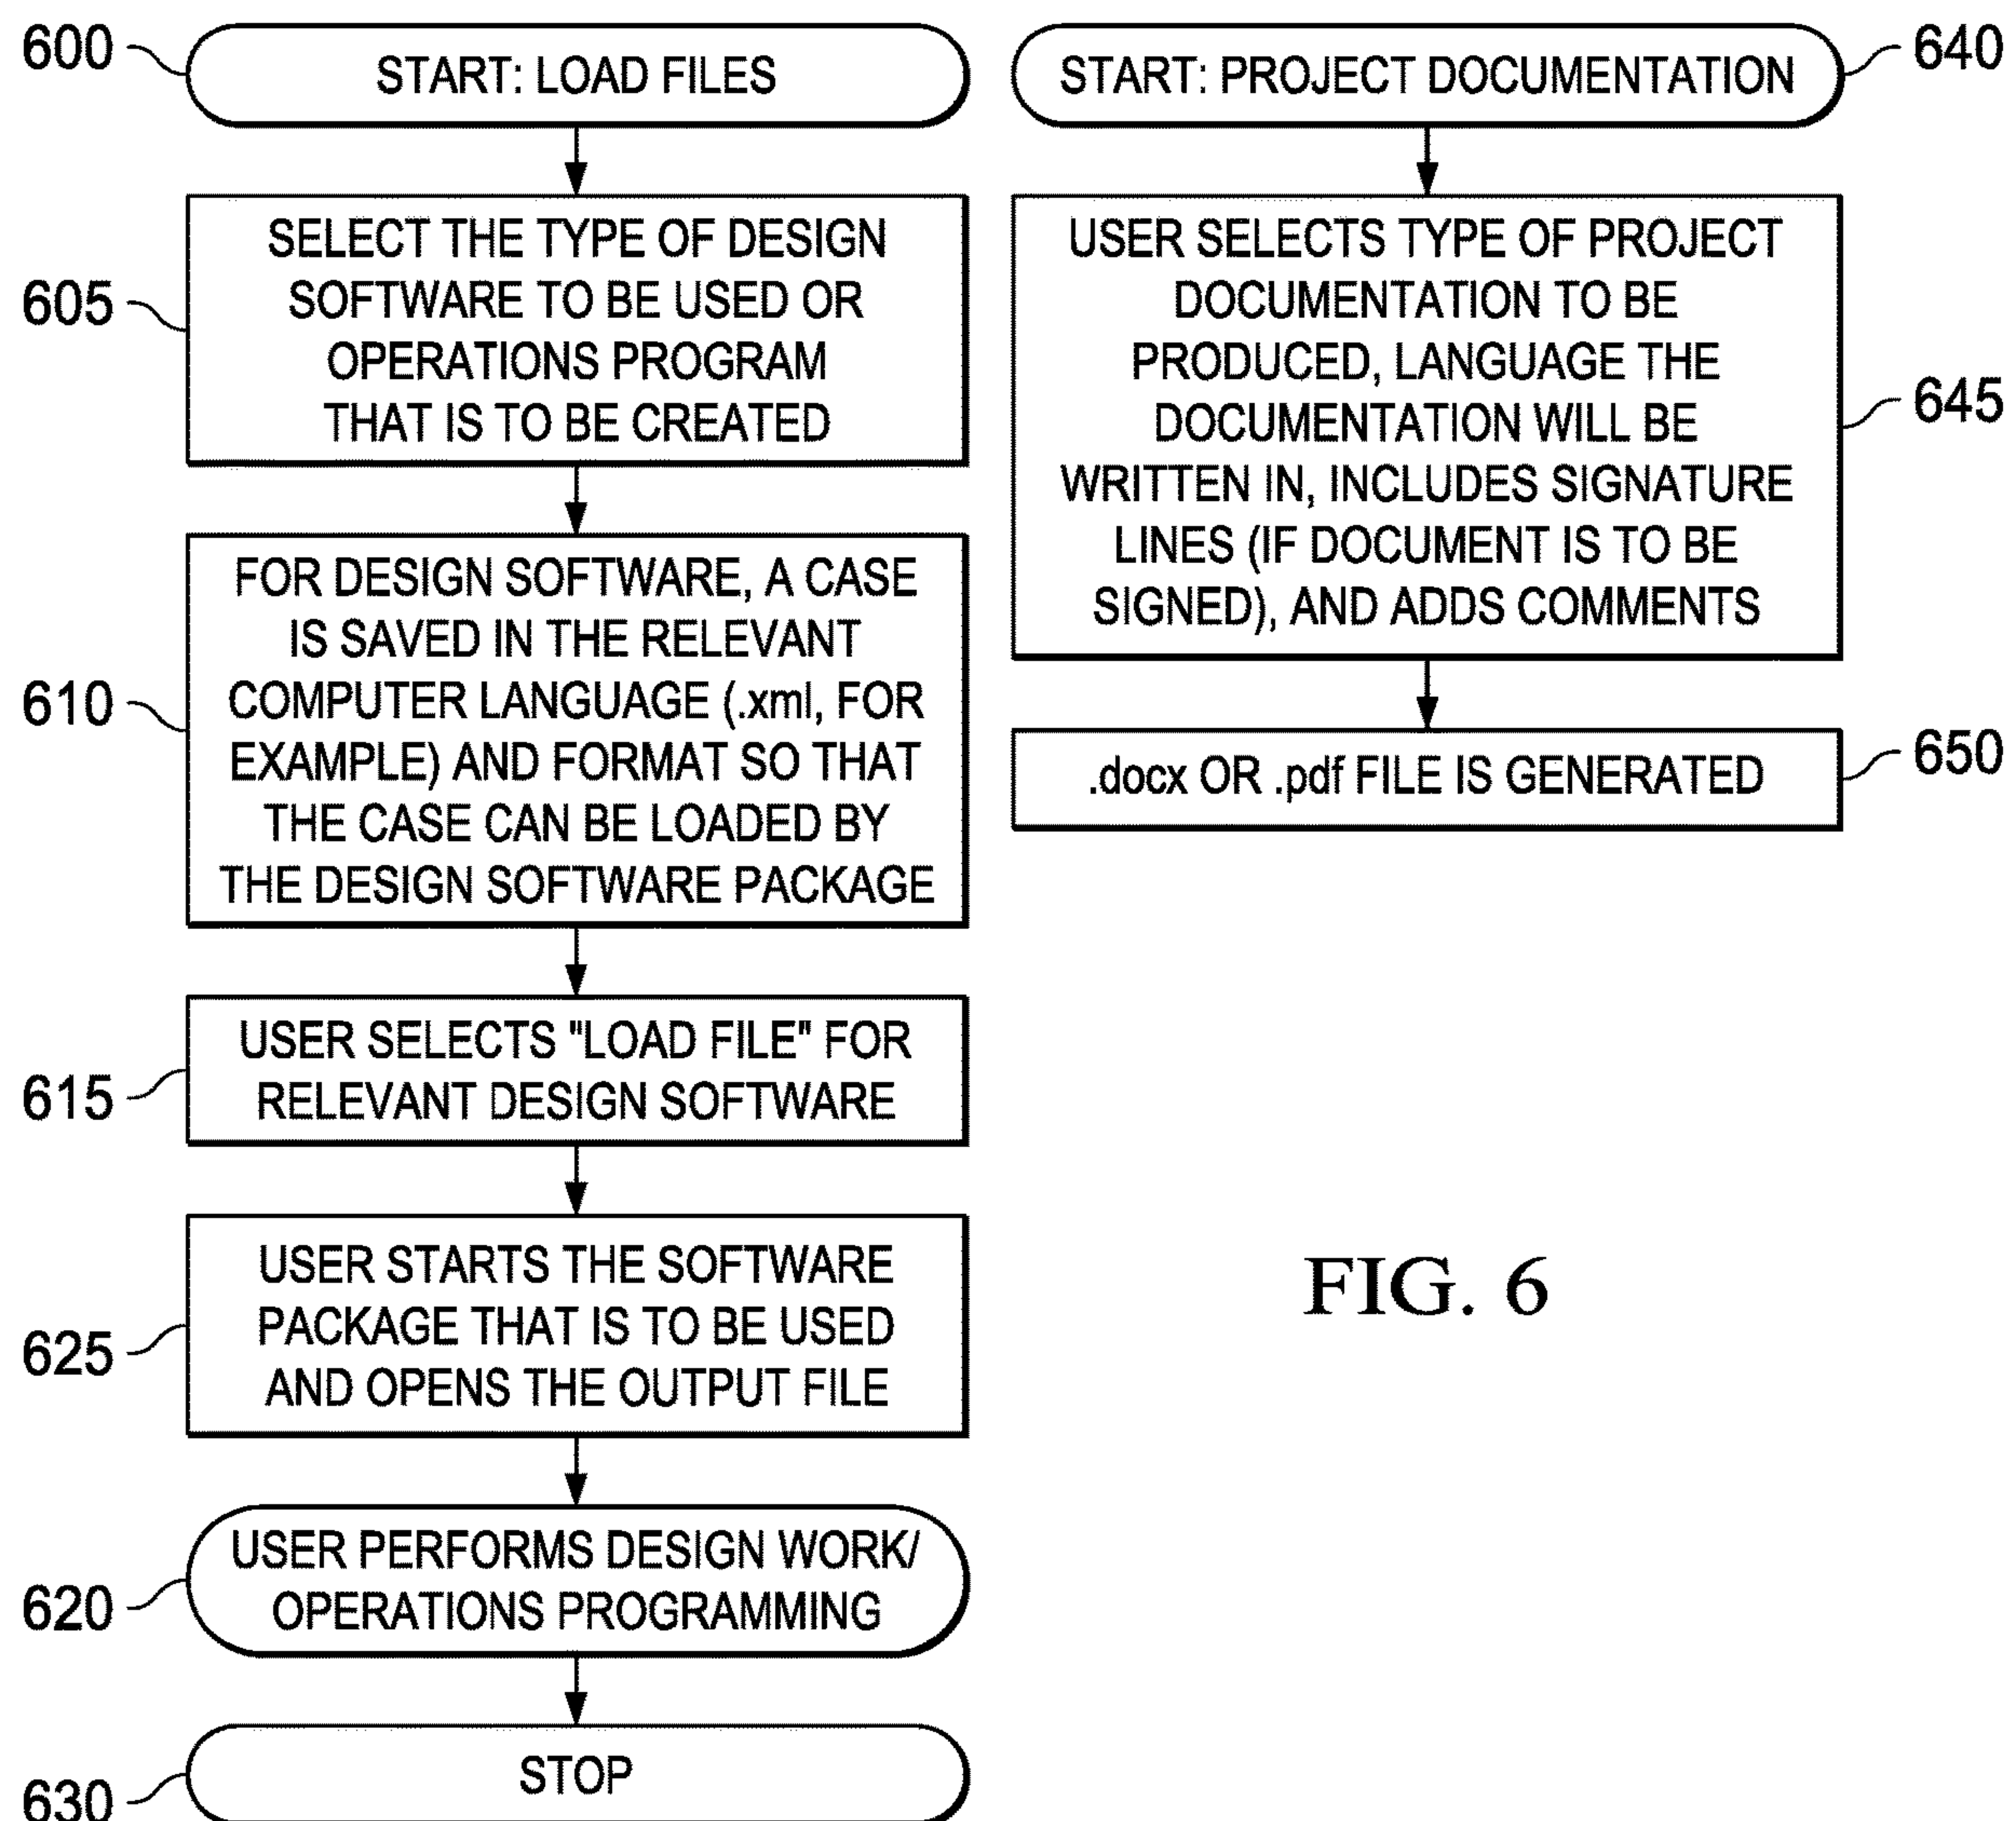 600
START: LOAD FILES
605
SELECT THE TYPE OF DESIGN
SOFTWARE TO BE USED OR
OPERATIONS PROGRAM
THAT IS TO BE CREATED
610
FOR DESIGN SOFTWARE, A CASE
IS SAVED IN THE RELEVANT
COMPUTER LANGUAGE (.xml, FOR
EXAMPLE) AND FORMAT SO THAT
THE CASE CAN BE LOADED BY
THE DESIGN SOFTWARE PACKAGE
615
USER SELECTS "LOAD FILE" FOR
RELEVANT DESIGN SOFTWARE
625
USER STARTS THE SOFTWARE
PACKAGE THAT IS TO BE USED
AND OPENS THE OUTPUT FILE
620
USER PERFORMS DESIGN WORK/
OPERATIONS PROGRAMMING
630
STOP
START: PROJECT DOCUMENTATION
640
USER SELECTS TYPE OF PROJECT
DOCUMENTATION TO BE
PRODUCED, LANGUAGE THE
DOCUMENTATION WILL BE
WRITTEN IN, INCLUDES SIGNATURE
LINES (IF DOCUMENT IS TO BE
SIGNED), AND ADDS COMMENTS
645
.docx OR .pdf FILE IS GENERATED
650
FIG. 6